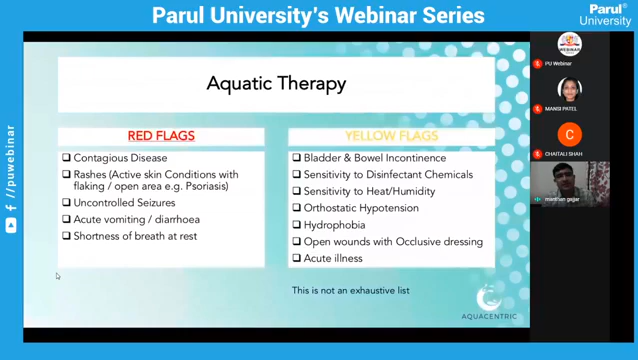 Parul University's Webinar Series
Parul®
University
Aquatic Therapy
RED FLAGS
Contagious Disease
Rashes (Active skin Conditions with
flaking / open area e.g. Psoriasis)
Uncontrolled Seizures
Acute vomiting / diarrhoea
Shortness of breath at rest
YELLOW FLAGS
Bladder & Bowel Incontinence
Sensitivity to Disinfectant Chemicals
Sensitivity to Heat/Humidity
Orthostatic Hypotension
Hydrophobia
Open wounds with Occlusive dressing
Acute illness
This is not an exhaustive list
AQUACENTRIC
WEBINAR
PU Webinar
MANSI PATEL
C
CHAITALI SHAH
manthan gajjar
/puwebinar